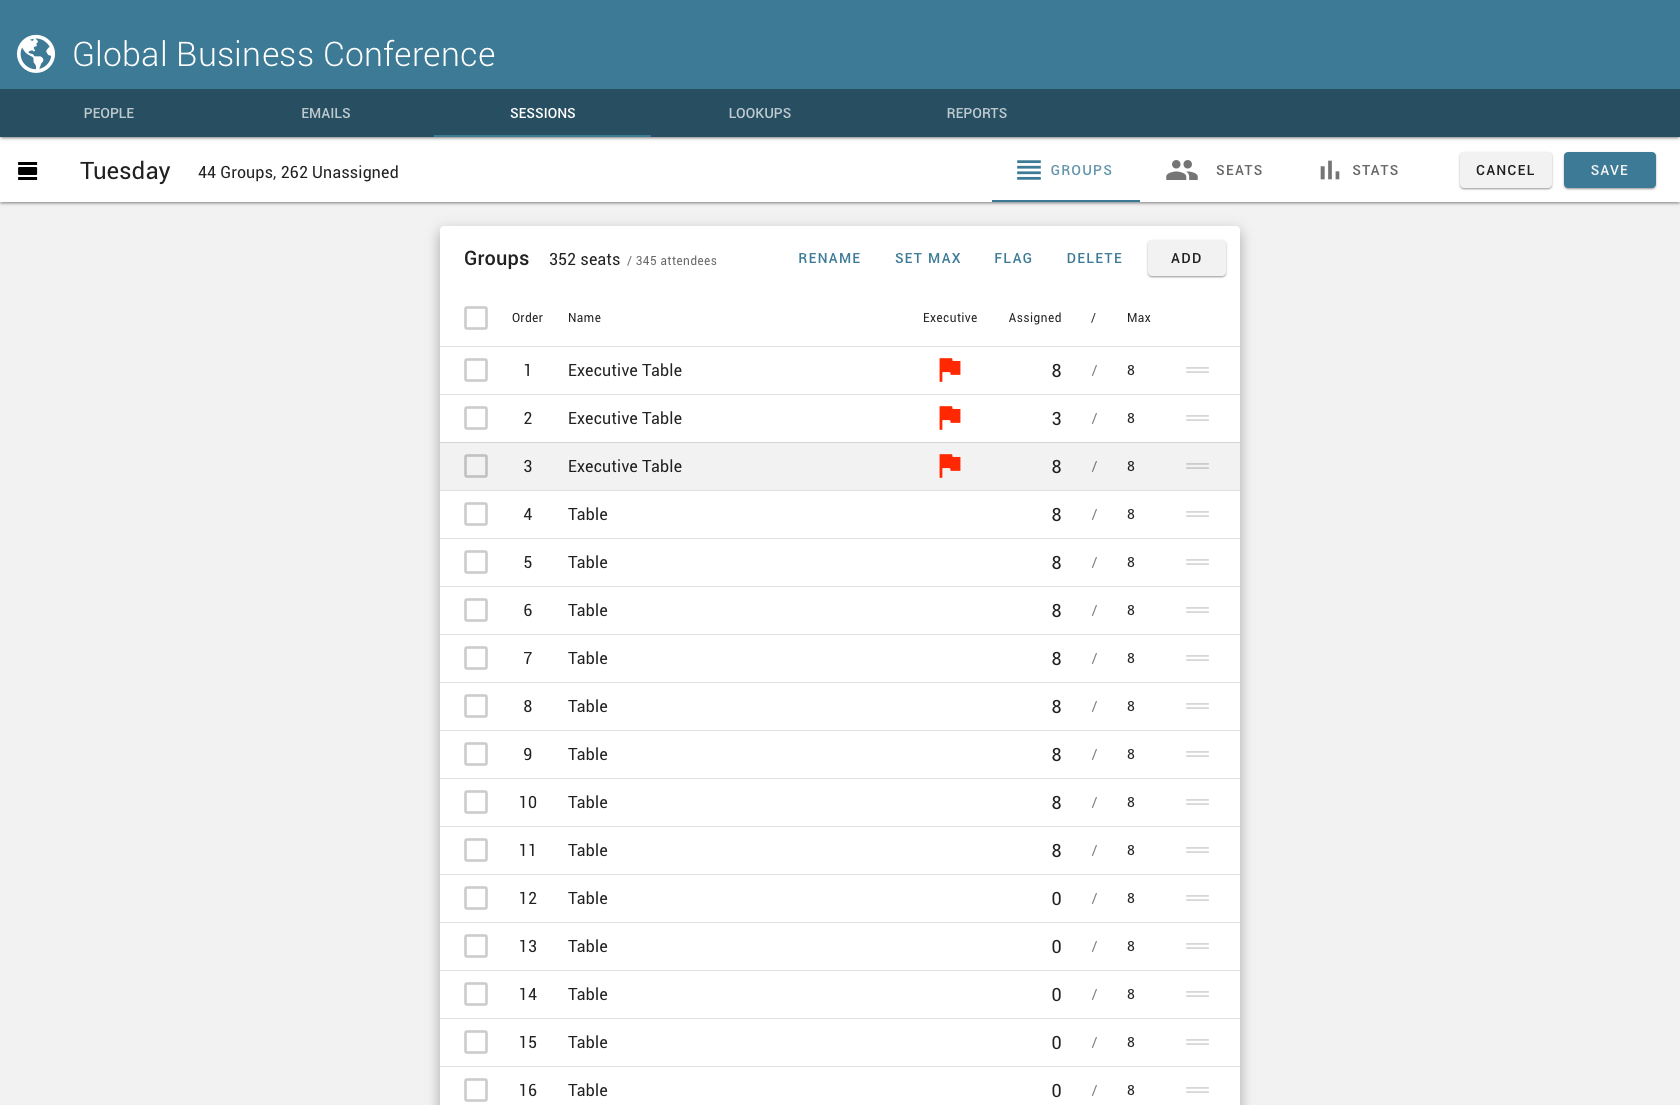 Global Business Conference
PEOPLE EMAILS SESSIONS LOOKUPS REPORTS
Tuesday 44 Groups, 262 Unassigned GROUPS SEATS STATS CANCEL SAVE
Groups 352 seats / 345 attendees RENAME SET MAX FLAG DELETE ADD
Order Name Executive Assigned / Max
1 Executive Table 8 / 8
2 Executive Table 3 / 8
3 Executive Table 8 / 8
4 Table 8 / 8
5 Table 8 / 8
6 Table 8 / 8
7 Table 8 / 8
8 Table 8 / 8
9 Table 8 / 8
10 Table 8 / 8
11 Table 8 / 8
12 Table 0 / 8
13 Table 0 / 8
14 Table 0 / 8
15 Table 0 / 8
16 Table 0 / 8